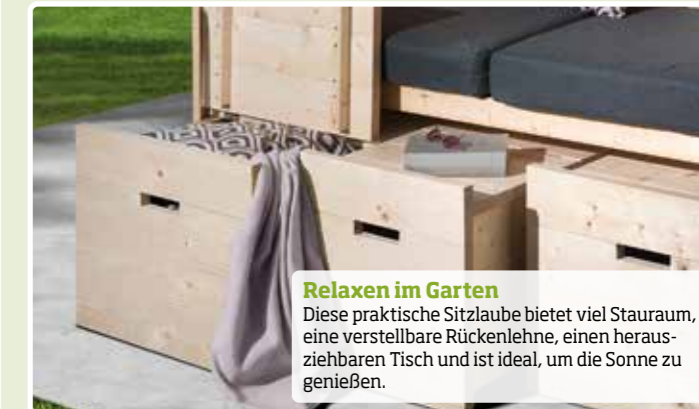 Relaxen im Garten
Diese praktische Sitzlaube bietet viel Stauraum,
eine verstellbare Rückenlehne, einen heraus-
ziehbaren Tisch und ist ideal, um die Sonne zu
genießen.